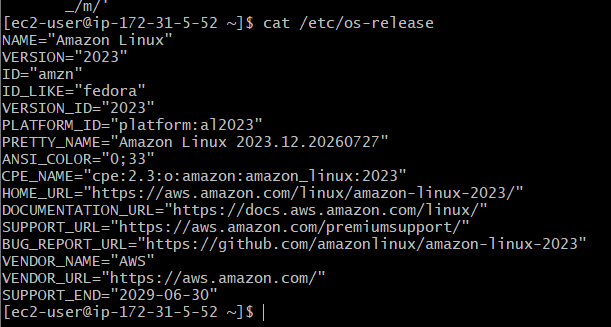 _/m/'
[ec2-user@ip-172-31-5-52 ~]$ cat /etc/os-release
NAME="Amazon Linux"
VERSION="2023"
ID="amzn"
ID_LIKE="fedora"
VERSION_ID="2023"
PLATFORM_ID="platform:al2023"
PRETTY_NAME="Amazon Linux 2023.12.20260727"
ANSI_COLOR="0;33"
CPE_NAME="cpe:2.3:o:amazon:amazon_linux:2023"
HOME_URL="https://aws.amazon.com/linux/amazon-linux-2023/"
DOCUMENTATION_URL="https://docs.aws.amazon.com/linux/"
SUPPORT_URL="https://aws.amazon.com/premiumsupport/"
BUG_REPORT_URL="https://github.com/amazonlinux/amazon-linux-2023"
VENDOR_NAME="AWS"
VENDOR_URL="https://aws.amazon.com/"
SUPPORT_END="2029-06-30"
[ec2-user@ip-172-31-5-52 ~]$